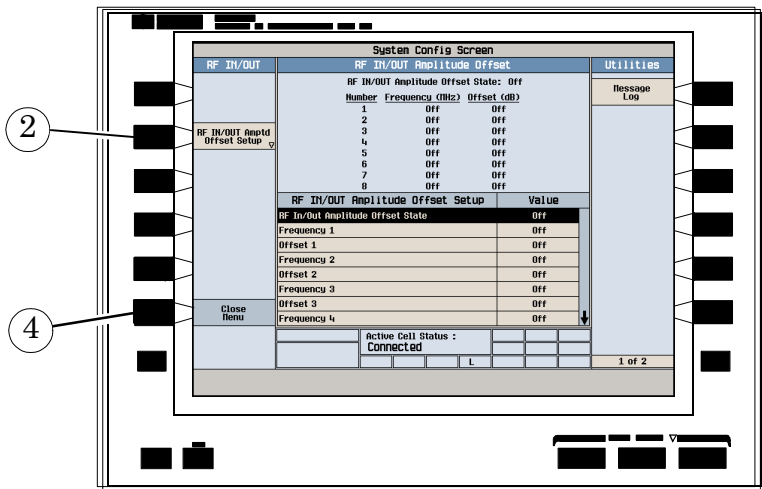 System Config Screen
RF IN/OUT
RF IN/OUT Amplitude Offset
Utilities
RF IN/OUT Amplitude Offset State: Off
Number Frequency (MHz) Offset (dB)
1 Off Off
2 Off Off
3 Off Off
4 Off Off
5 Off Off
6 Off Off
7 Off Off
8 Off Off
Message
Log
2
RF IN/OUT Amptd
Offset Setup
RF IN/OUT Amplitude Offset Setup Value
RF In/Out Amplitude Offset State Off
Frequency 1 Off
Offset 1 Off
Frequency 2 Off
Offset 2 Off
Frequency 3 Off
Offset 3 Off
Frequency 4 Off
4
Close
Menu
Active Cell Status :
Connected
L
1 of 2